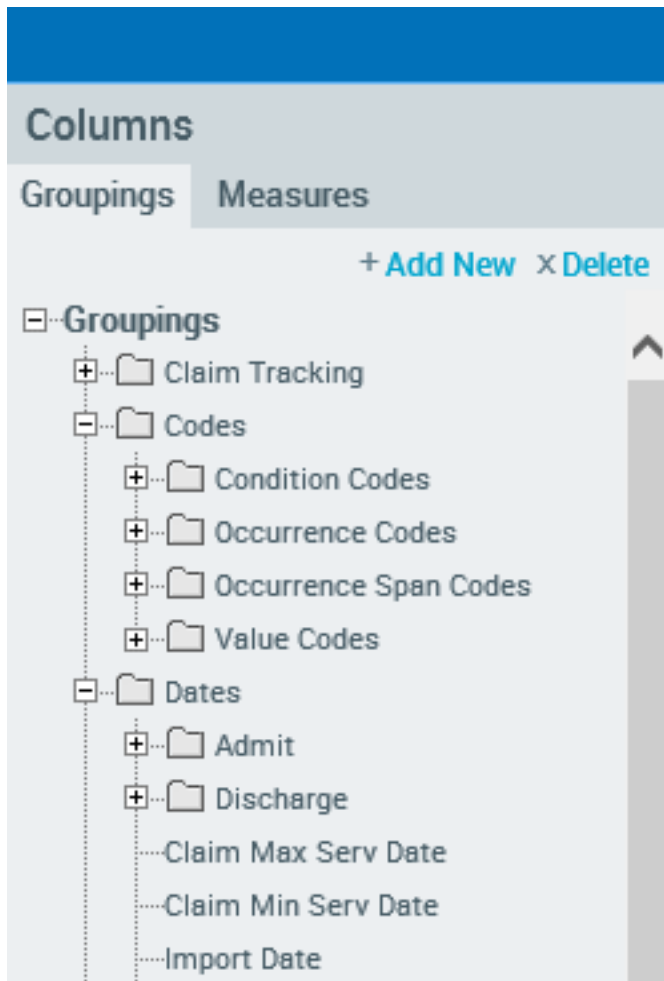 Columns
Groupings Measures
+ Add New x Delete
Groupings
Claim Tracking
Codes
Condition Codes
Occurrence Codes
Occurrence Span Codes
Value Codes
Dates
Admit
Discharge
Claim Max Serv Date
Claim Min Serv Date
Import Date